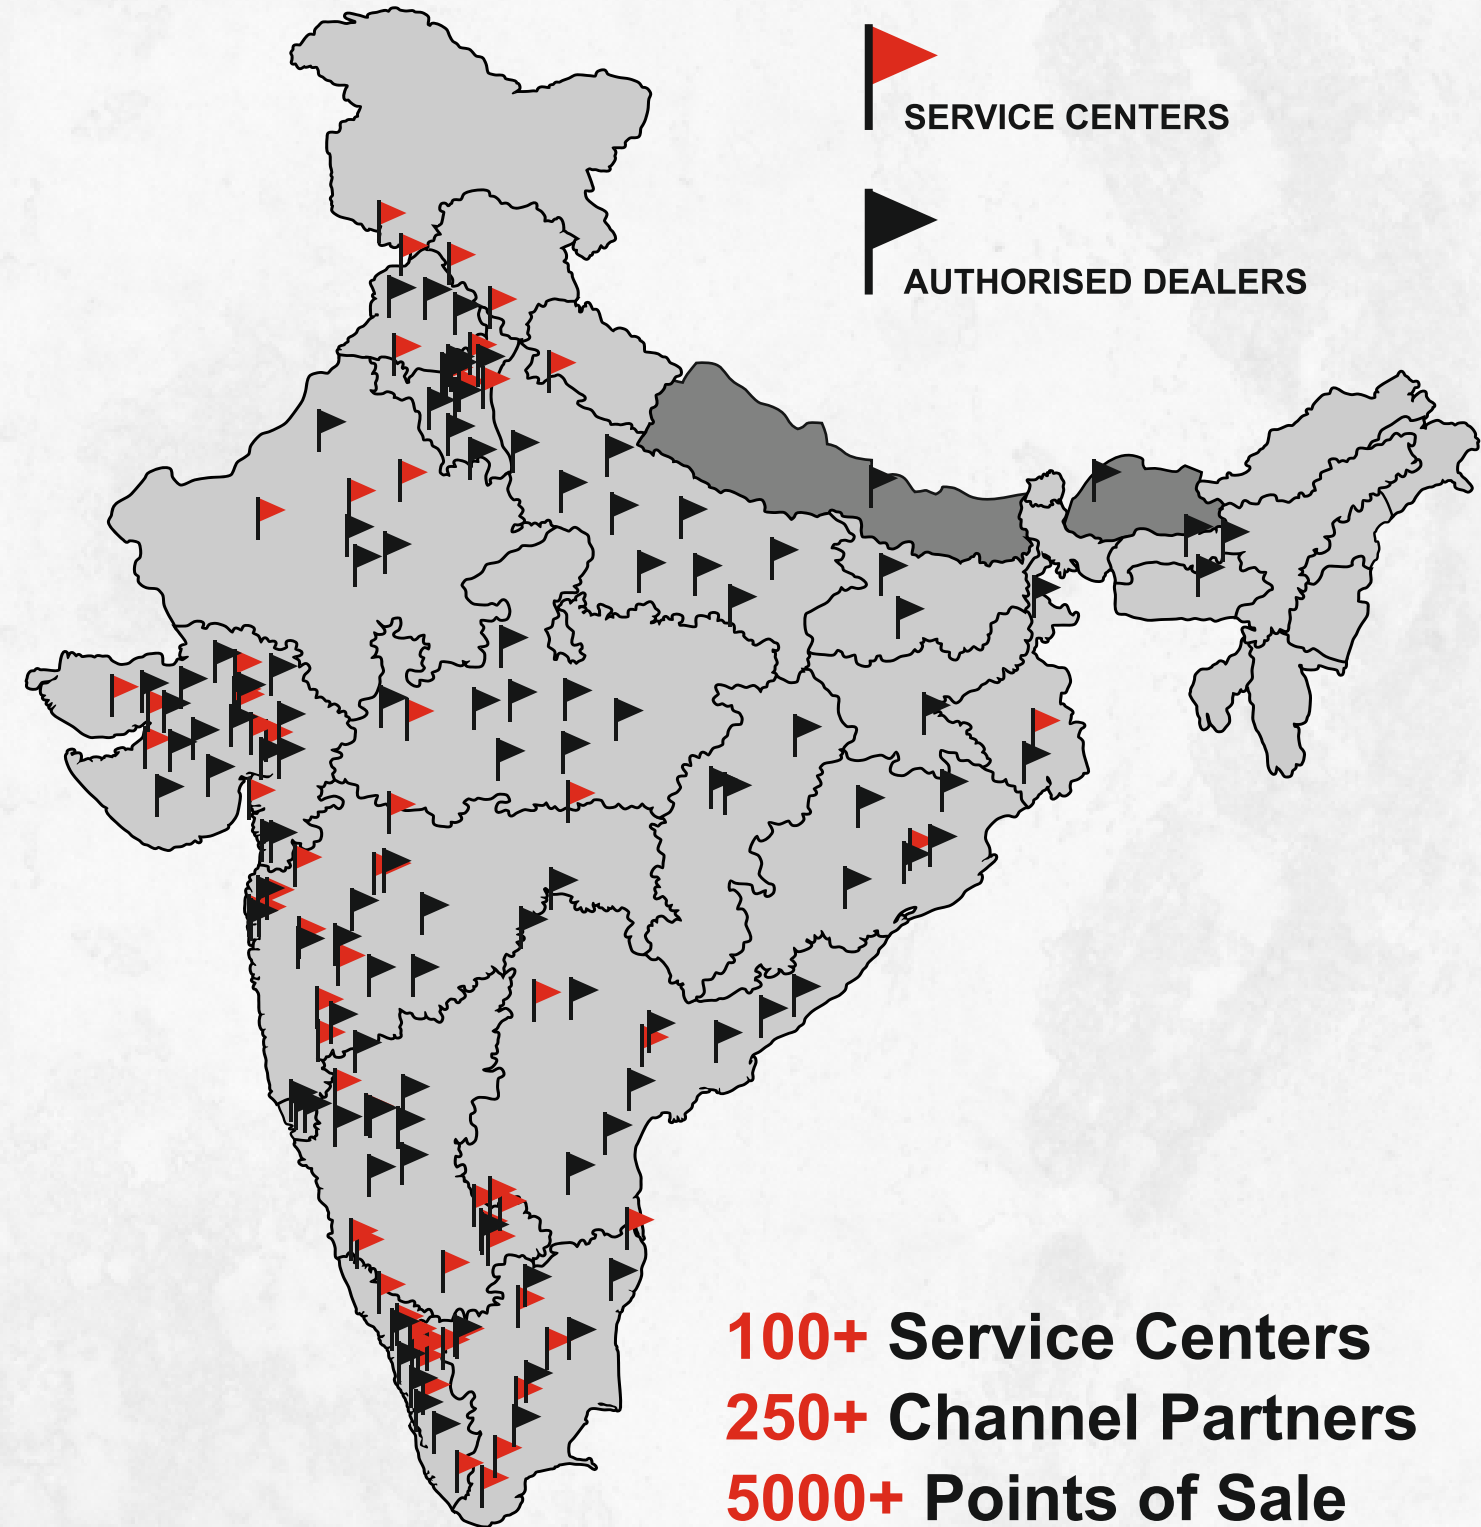 SERVICE CENTERS
AUTHORISED DEALERS
100+ Service Centers
250+ Channel Partners
5000+ Points of Sale